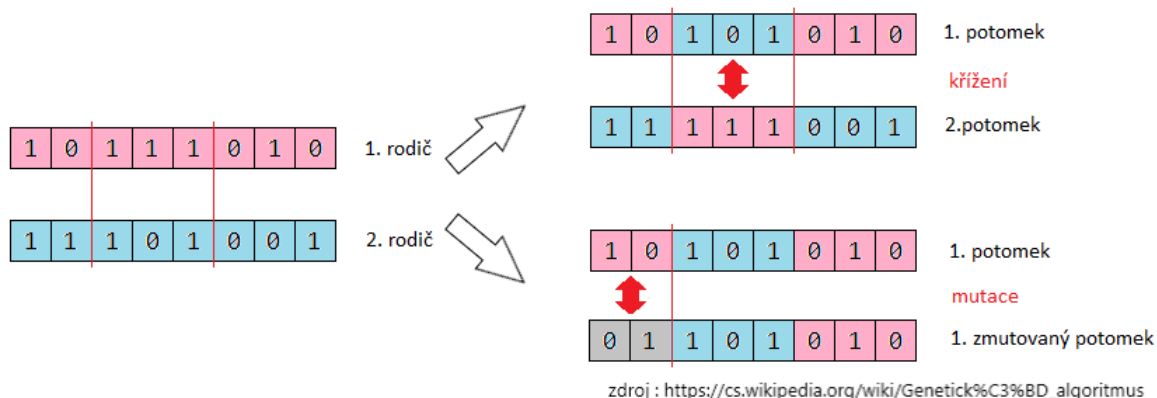 1 0 1 1 1 0 1 0 1. rodič
1 1 1 0 1 0 0 1 2. rodič
1 0 1 0 1 0 1 0 1. potomek
křížení
1 1 1 1 1 0 0 1 2.potomek
1 0 1 0 1 0 1 0 1. potomek
mutace
0 1 1 0 1 0 1 0 1. zmutovaný potomek
zdroj : https://cs.wikipedia.org/wiki/Genetick%C3%BD_algoritmus